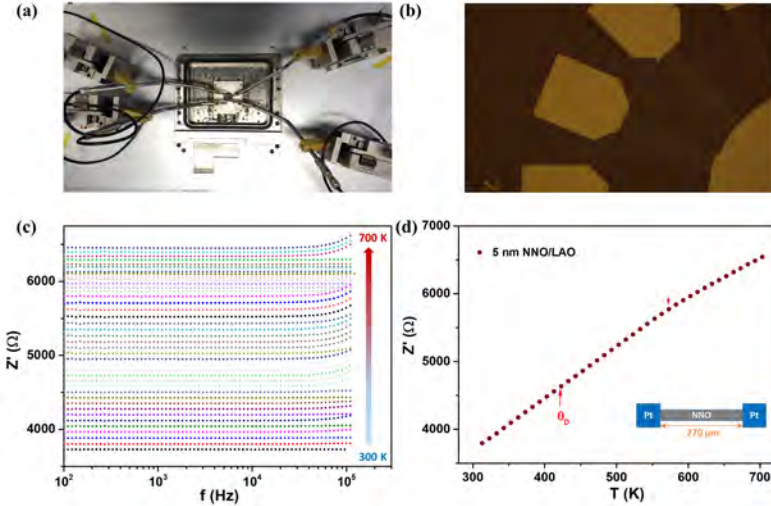 (a)
(b)
(c)
700 K
300 K
Z' (Ω)
6000
5000
4000
10²
10³
10⁴
10⁵
f (Hz)
(d)
7000
6000
5000
4000
Z' (Ω)
5 nm NNO/LAO
θ_D
Pt
NNO
Pt
270 μm
300
400
500
600
700
T (K)